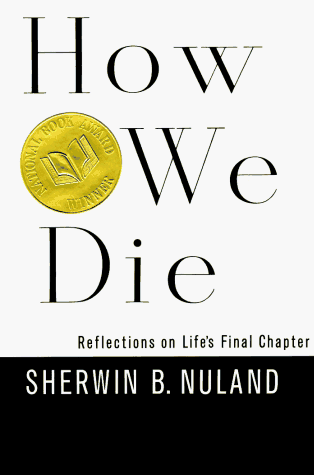 How
We
Die
NATIONAL BOOK AWARD
WINNER
Reflections on Life's Final Chapter
SHERWIN B. NULAND